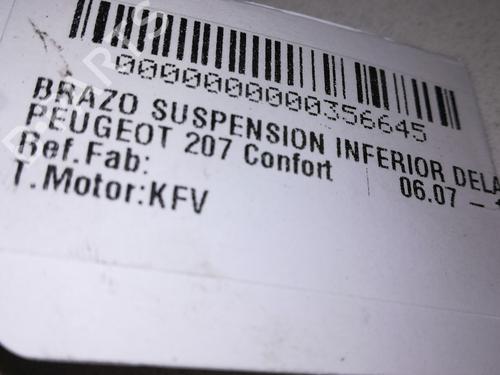 0000000000356645
BRAZO SUSPENSION INFERIOR DELA
PEUGEOT 207 Confort 06.07 -
Ref.Fab:
T.Motor:KFV